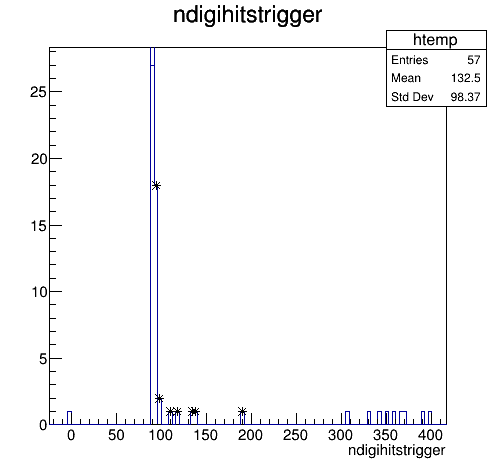 ndigihitstrigger
htemp
Entries 57
Mean 132.5
Std Dev 98.37
25
20
15
10
5
0
0 50 100 150 200 250 300 350 400
ndigihitstrigger